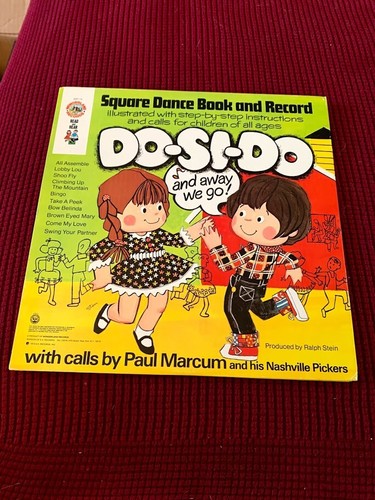 Square Dance Book and Record
Illustrated with step-by-step instructions
and calls for children of all ages
READ
HEAR
DO-SI-DO
and away
we go!
All Assemble
Lobby Lou
Shoo Fly
Climbing Up
The Mountain
Bingo
Take A Peek
Bow Belinda
Brown Eyed Mary
Come My Love
Swing Your Partner
Produced by Ralph Stein
with calls by Paul Marcum and his Nashville Pickers